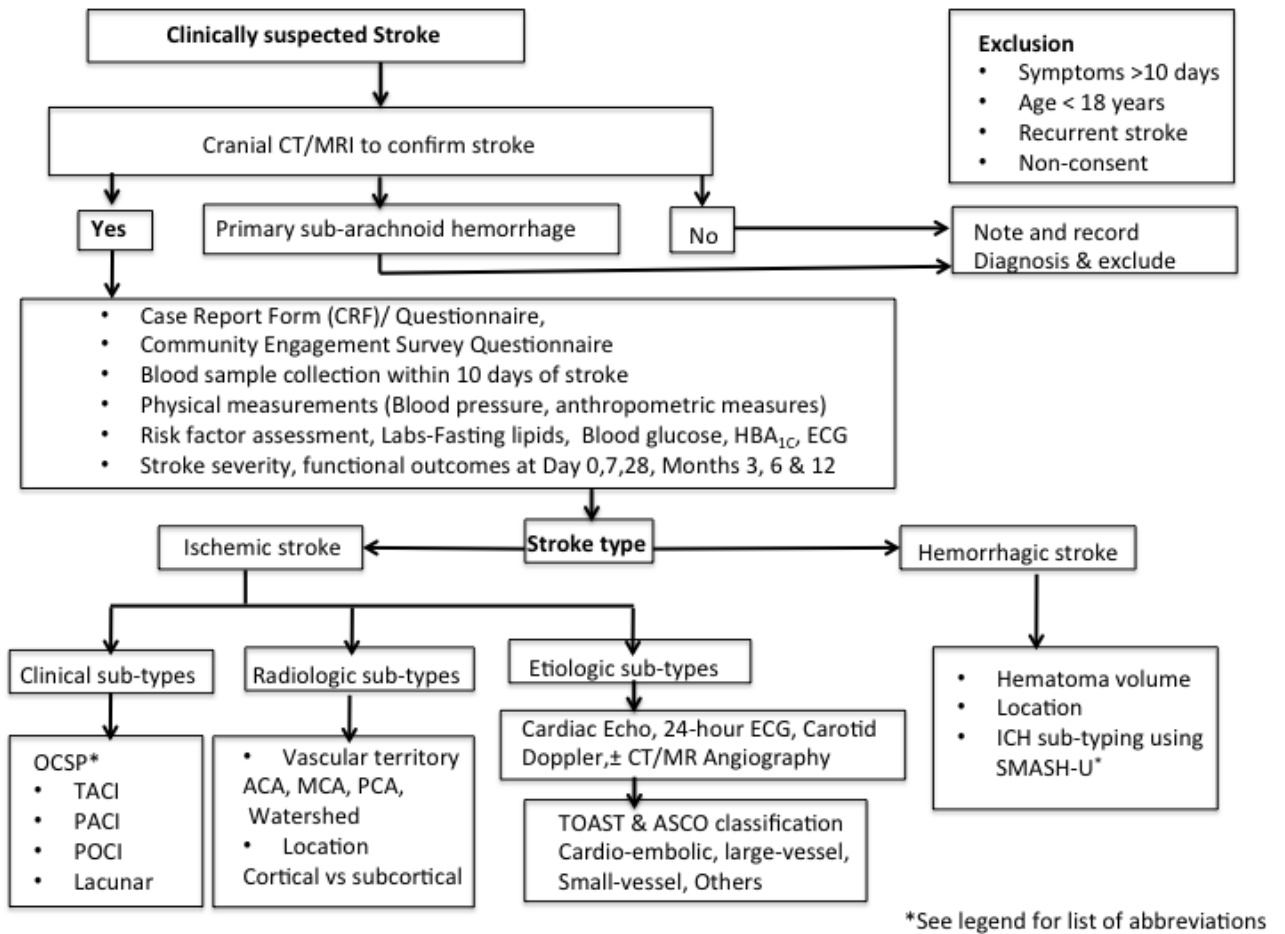 Clinically suspected Stroke
Exclusion
• Symptoms >10 days
• Age < 18 years
• Recurrent stroke
• Non-consent
Cranial CT/MRI to confirm stroke
Yes
Primary sub-arachnoid hemorrhage
No
Note and record
Diagnosis & exclude
• Case Report Form (CRF)/ Questionnaire,
• Community Engagement Survey Questionnaire
• Blood sample collection within 10 days of stroke
• Physical measurements (Blood pressure, anthropometric measures)
• Risk factor assessment, Labs-Fasting lipids, Blood glucose, HBA1C, ECG
• Stroke severity, functional outcomes at Day 0,7,28, Months 3, 6 & 12
Stroke type
Ischemic stroke
Hemorrhagic stroke
Clinical sub-types
Radiologic sub-types
Etiologic sub-types
OCSP*
• TACI
• PACI
• POCI
• Lacunar
• Vascular territory
ACA, MCA, PCA,
Watershed
• Location
Cortical vs subcortical
Cardiac Echo, 24-hour ECG, Carotid
Doppler,± CT/MR Angiography
TOAST & ASCO classification
Cardio-embolic, large-vessel,
Small-vessel, Others
• Hematoma volume
• Location
• ICH sub-typing using
SMASH-U*
*See legend for list of abbreviations